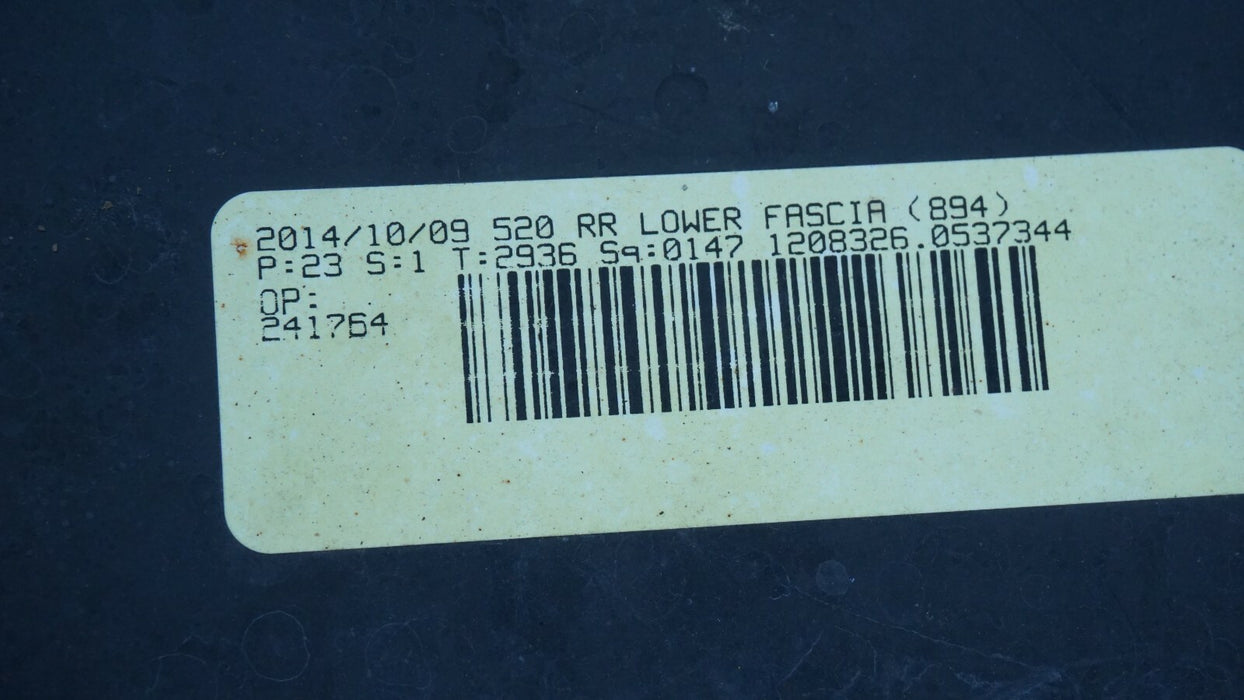 2014/10/09 520 RR LOWER FASCIA (894)
P:23 S:1 T:2936 Sq:0147 1208326.0537344
OP:
241764